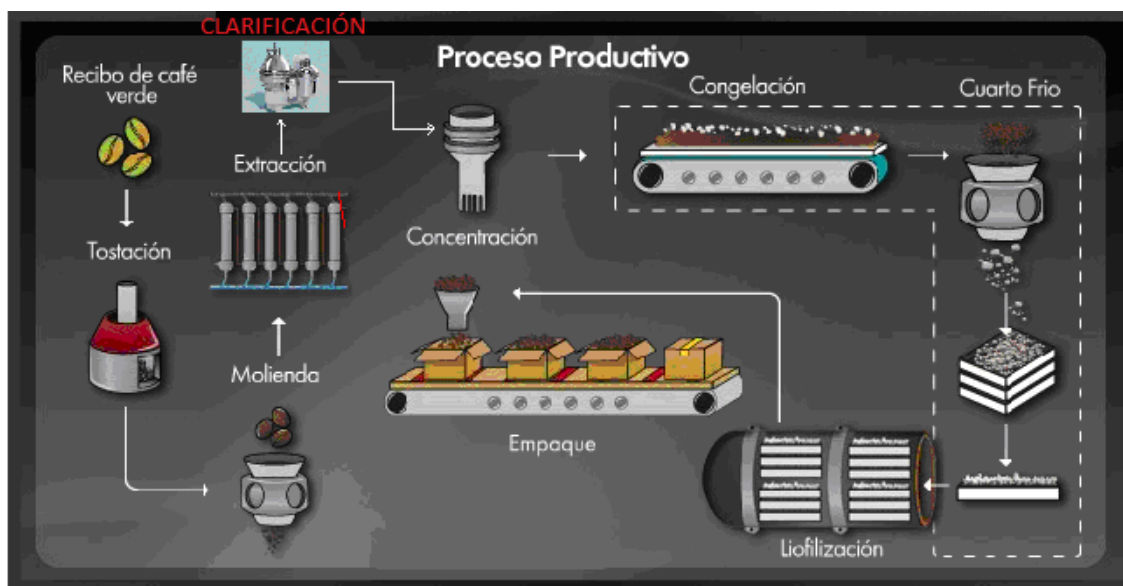 CLARIFICACIÓN
Proceso Productivo
Recibo de café
verde
Tostación
Molienda
Extracción
Concentración
Congelación
Cuarto Frio
Liofilización
Empaque